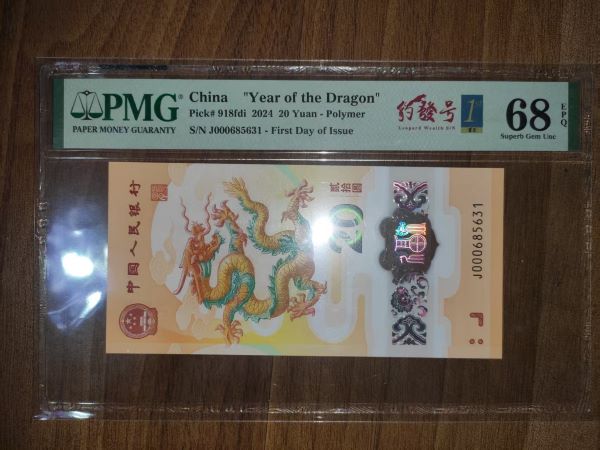 PMG
PAPER MONEY GUARANTY
China "Year of the Dragon"
Pick# 918fdi 2024 20 Yuan - Polymer
S/N J000685631 - First Day of Issue
豹發号
Leopard Wealth S/N
1st
68
EPQ
Superb Gem Unc
中国人民银行
贰拾圆
20
J000685631